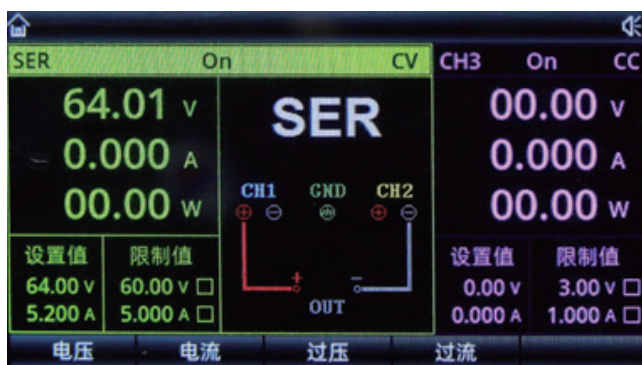 SER On CV
CH3 On CC
64.01 V
0.000 A
00.00 W
SER
CH1 GND CH2
+ -
OUT
00.00 V
0.000 A
00.00 W
设置值 限制值
64.00 V 60.00 V
5.200 A 5.000 A
设置值 限制值
0.00 V 3.00 V
0.000 A 1.000 A
电压 电流 过压 过流